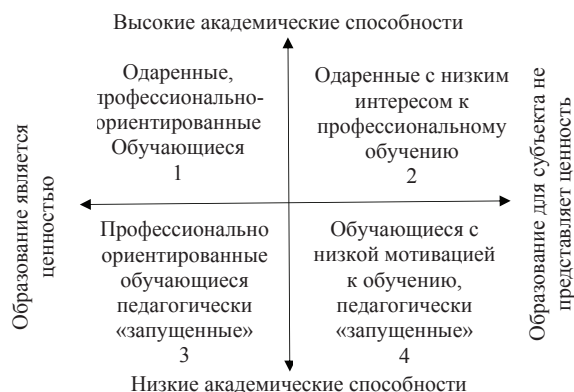 Высокие академические способности
Одаренные,
профессионально-
ориентированные
Обучающиеся
1
Одаренные с низким
интересом к
профессиональному
обучению
2
Образование является
ценностью
Образование для субъекта не
представляет ценность
Профессионально
ориентированные
обучающиеся
педагогически
«запущенные»
3
Обучающиеся с
низкой мотивацией
к обучению,
педагогически
«запущенные»
4
Низкие академические способности